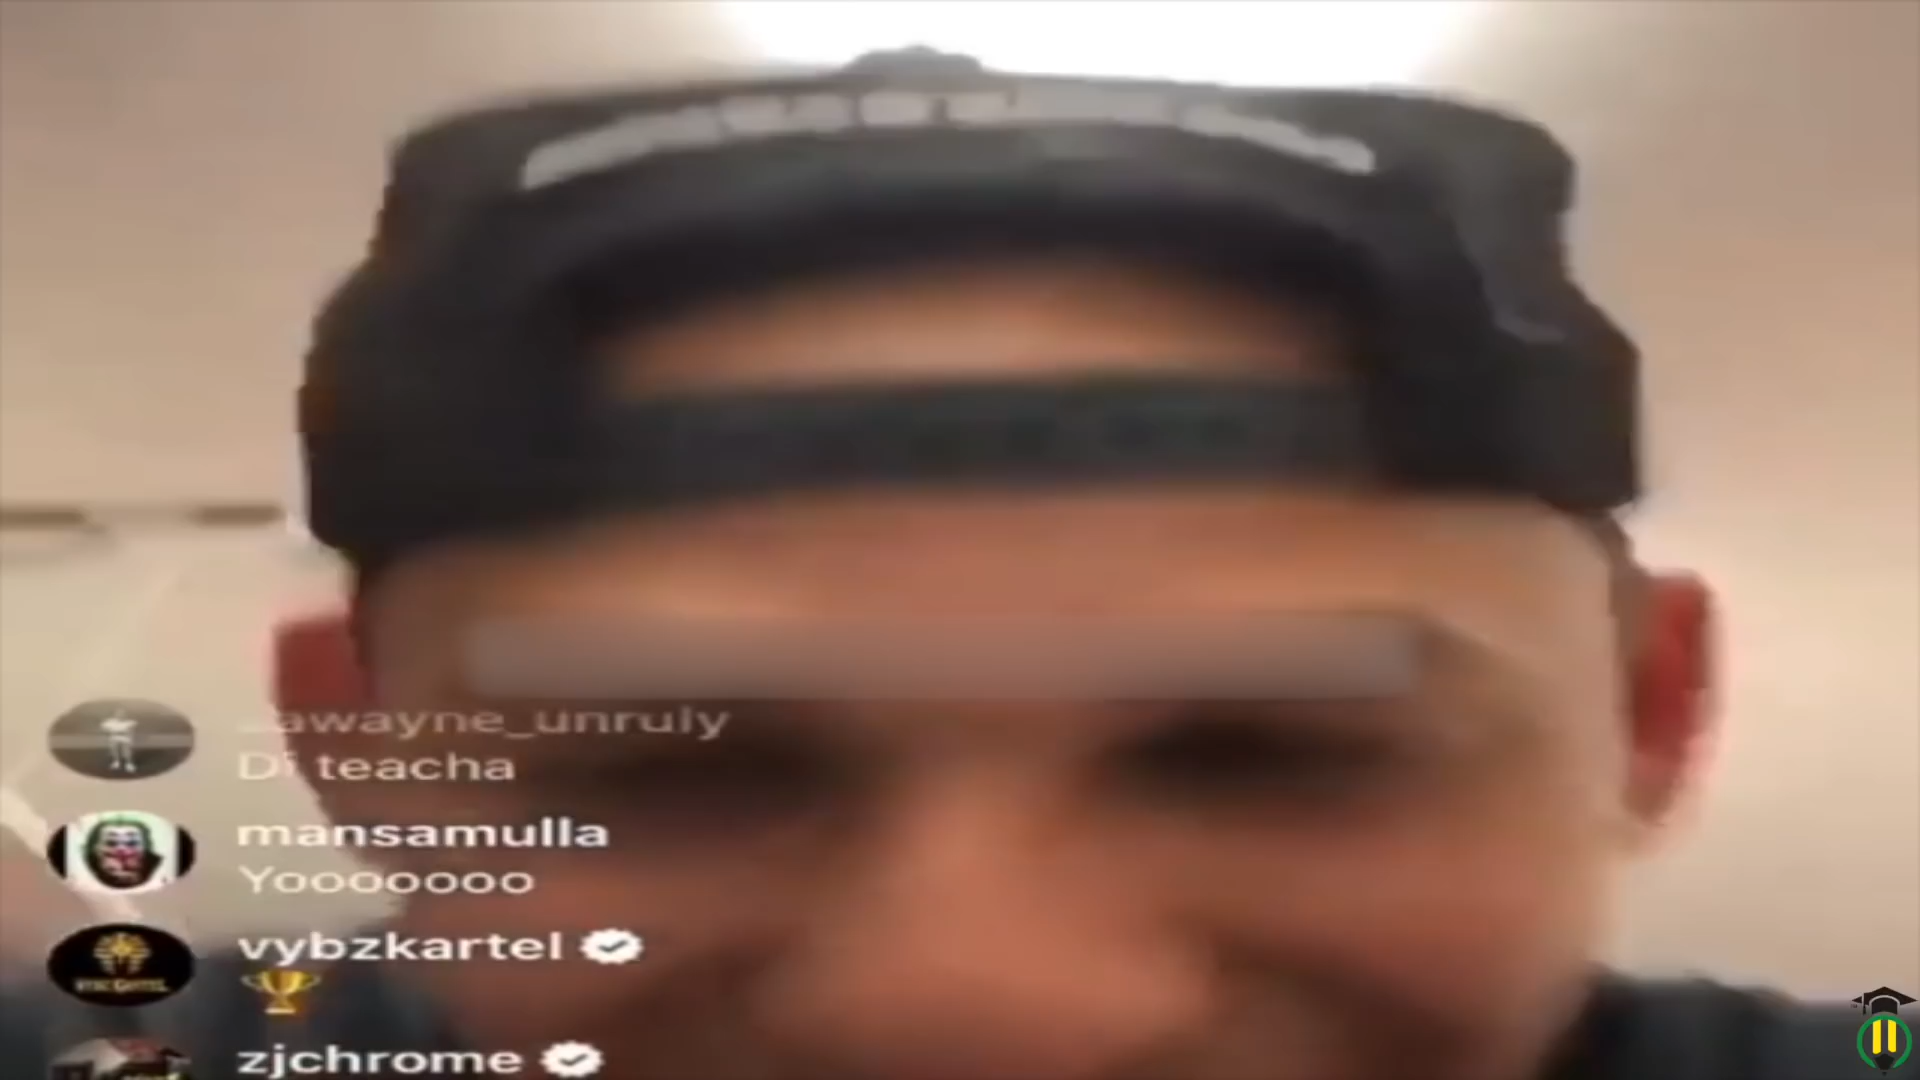 awayne_unruly
Di teacha
mansamulla
Yooooooo
vybzkartel
zjchrome